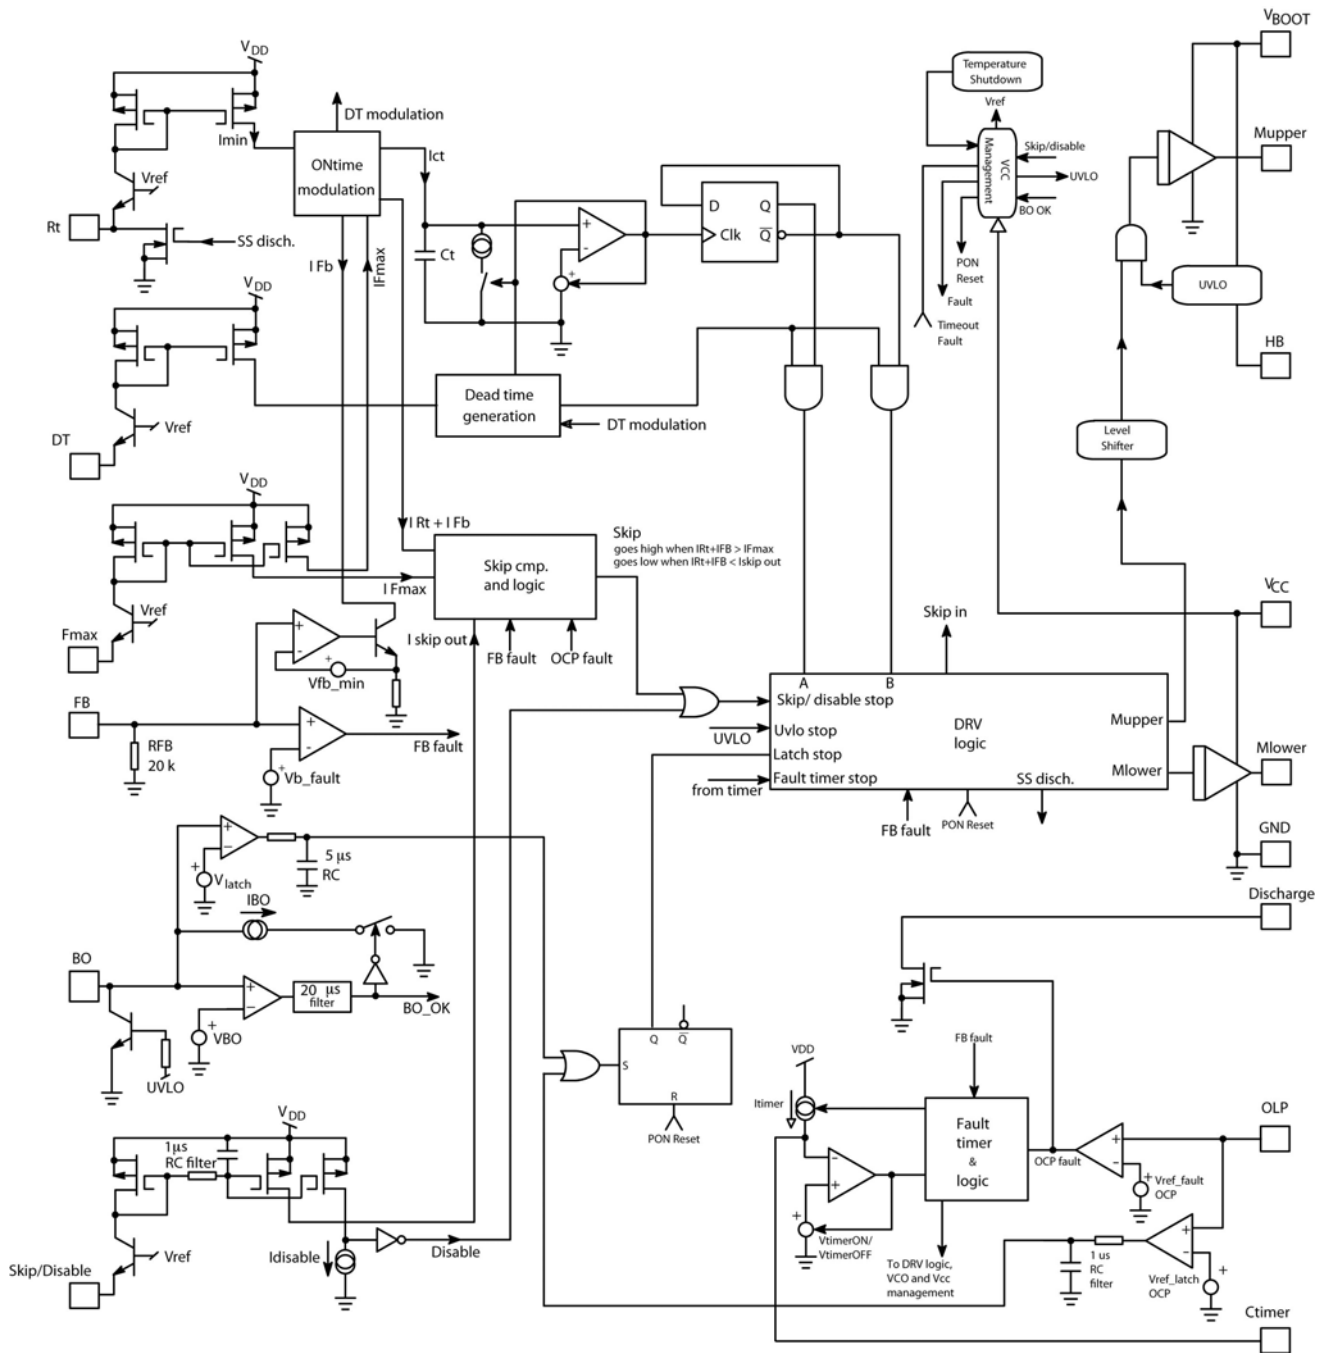 VBOOT
Mupper
HB
Temperature
Shutdown
Vref
VCC
Management
Skip/disable
UVLO
BO OK
PON
Reset
Fault
Timeout
Fault
UVLO
Level
Shifter
VDD
Imin
Vref
Rt
SS disch.
DT modulation
ONtime
modulation
Ict
I Fb
IFmax
Ct
+
-
+
D
Q
Clk
Q
VDD
Vref
DT
Dead time
generation
DT modulation
VDD
Vref
Fmax
I Rt + I Fb
I Fmax
Skip cmp.
and logic
Skip
goes high when IRt+IFB > IFmax
goes low when IRt+IFB < Iskip out
I skip out
FB fault
OCP fault
+
-
+
Vfb_min
FB
RFB
20 k
+
-
+
Vb_fault
FB fault
VCC
Skip in
A
B
Skip/ disable stop
UVLO
Uvlo stop
Latch stop
from timer
Fault timer stop
DRV
logic
Mupper
Mlower
SS disch.
FB fault
PON Reset
Mlower
GND
Discharge
+
−
+
Vlatch
5 µs
RC
IBO
BO
+
−
+
VBO
20 µs
filter
BO_OK
UVLO
Q
Q
S
R
PON Reset
VDD
1µs
RC filter
Vref
Skip/Disable
Idisable
Disable
VDD
Itimer
FB fault
Fault
timer
&
logic
-
+
+
VtimerON/
VtimerOFF
To DRV logic,
VCO and Vcc
management
OCP fault
+
-
+
Vref_fault
OCP
OLP
1 us
RC
filter
+
-
+
Vref_latch
OCP
Ctimer